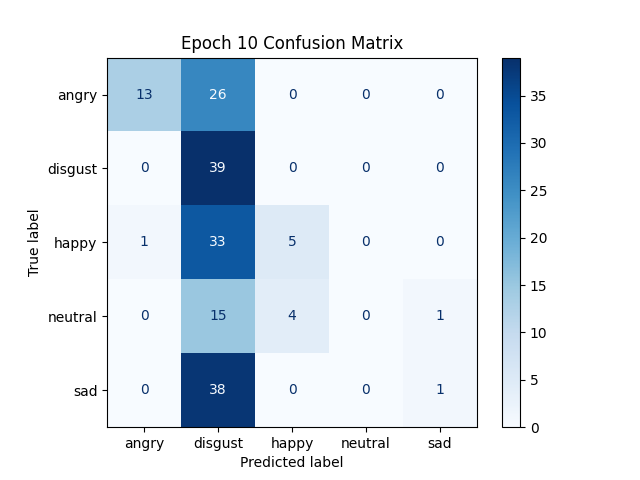 Epoch 10 Confusion Matrix
angry 13 26 0 0 0
disgust 0 39 0 0 0
happy 1 33 5 0 0
neutral 0 15 4 0 1
sad 0 38 0 0 1
angry disgust happy neutral sad
Predicted label
True label
35
30
25
20
15
10
5
0